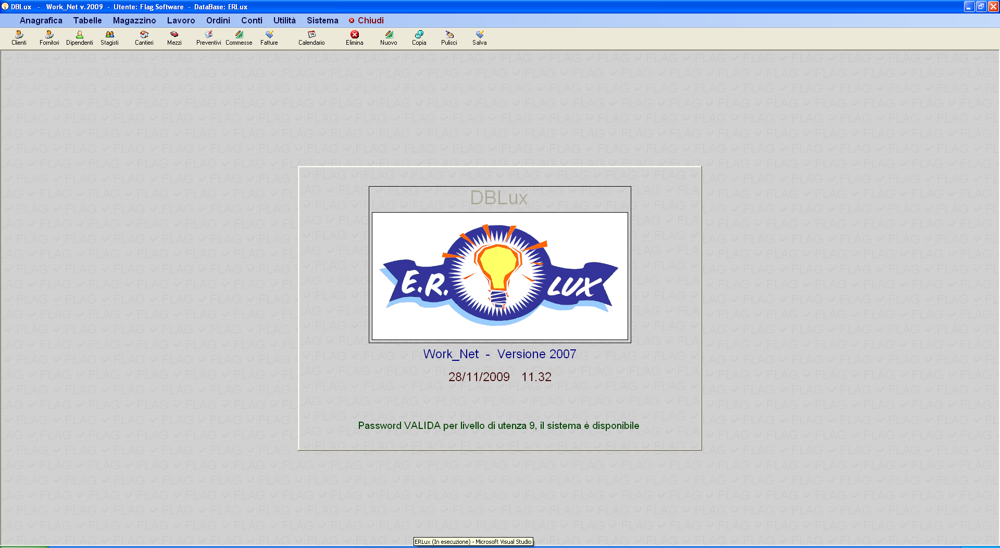 DBLux - Work_Net v.2009 - Utente: Flag Software - DataBase: ERLux
Anagrafica Tabelle Magazzino Lavoro Ordini Conti Utilità Sistema Chiudi
Clienti Fornitori Dipendenti Stagisti Cantieri Mezzi Preventivi Commesse Fatture Calendario Elimina Nuovo Copia Pulisci Salva
DBLux
E.R. LUX
Work_Net - Versione 2007
28/11/2009 11.32
Password VALIDA per livello di utenza 9, il sistema è disponibile
ERLux (In esecuzione) - Microsoft Visual Studio